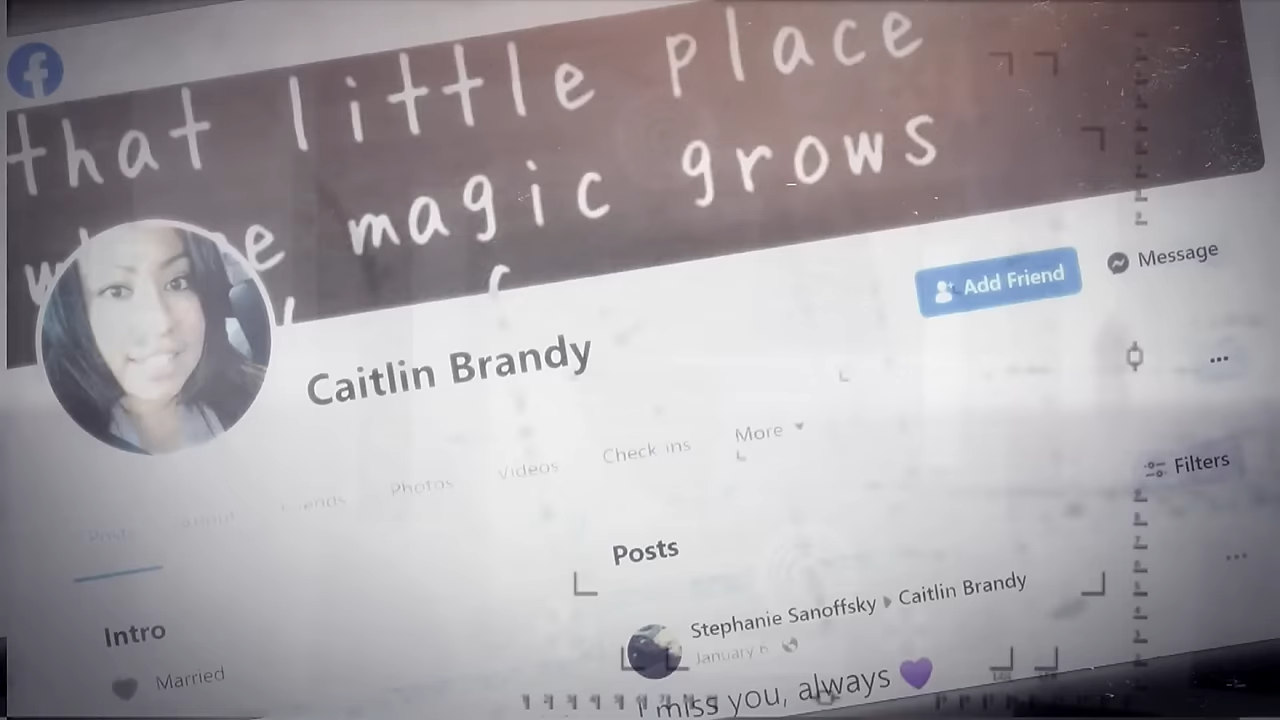 that little place
magic grows
Add Friend
Message
Caitlin Brandy
Posts
Photos
Videos
Check ins
More
Filters
Posts
Intro
Stephanie Sanoffsky ▸ Caitlin Brandy
January 6
Married
I miss you, always 💜